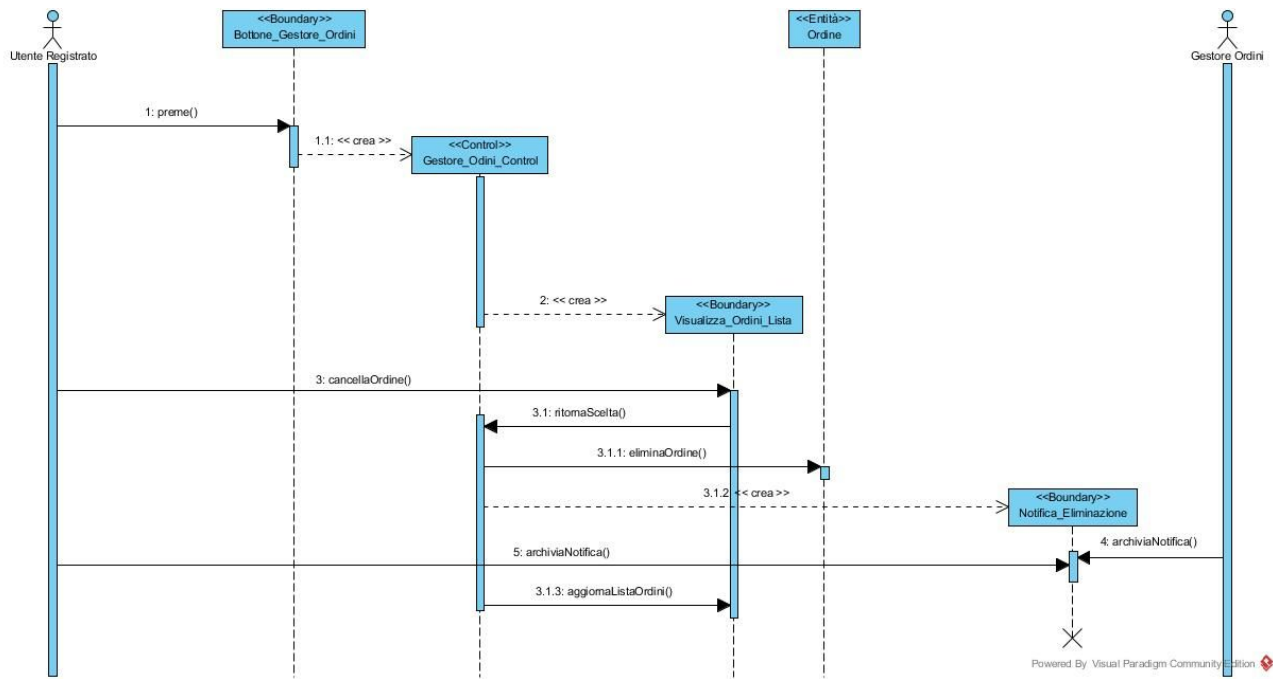 <<Boundary>>
Bottone_Gestore_Ordini
<<Entità>>
Ordine
Utente Registrato
Gestore Ordini
1: preme()
1.1: << crea >>
<<Control>>
Gestore_Odini_Control
2: << crea >>
<<Boundary>>
Visualizza_Ordini_Lista
3: cancellaOrdine()
3.1: ritornaScelta()
3.1.1: eliminaOrdine()
3.1.2: << crea >>
<<Boundary>>
Notifica_Eliminazione
4: archiviaNotifica()
5: archiviaNotifica()
3.1.3: aggiornaListaOrdini()
Powered By Visual Paradigm Community Edition